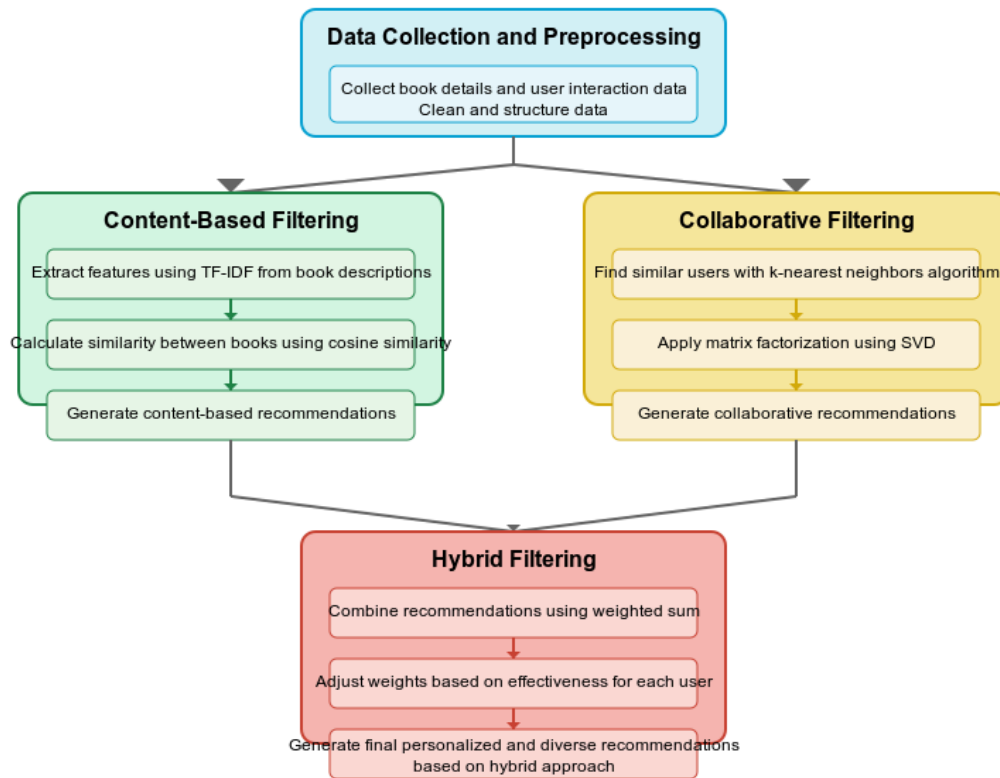 Data Collection and Preprocessing
Collect book details and user interaction data
Clean and structure data
Content-Based Filtering
Extract features using TF-IDF from book descriptions
Calculate similarity between books using cosine similarity
Generate content-based recommendations
Collaborative Filtering
Find similar users with k-nearest neighbors algorithm
Apply matrix factorization using SVD
Generate collaborative recommendations
Hybrid Filtering
Combine recommendations using weighted sum
Adjust weights based on effectiveness for each user
Generate final personalized and diverse recommendations
based on hybrid approach